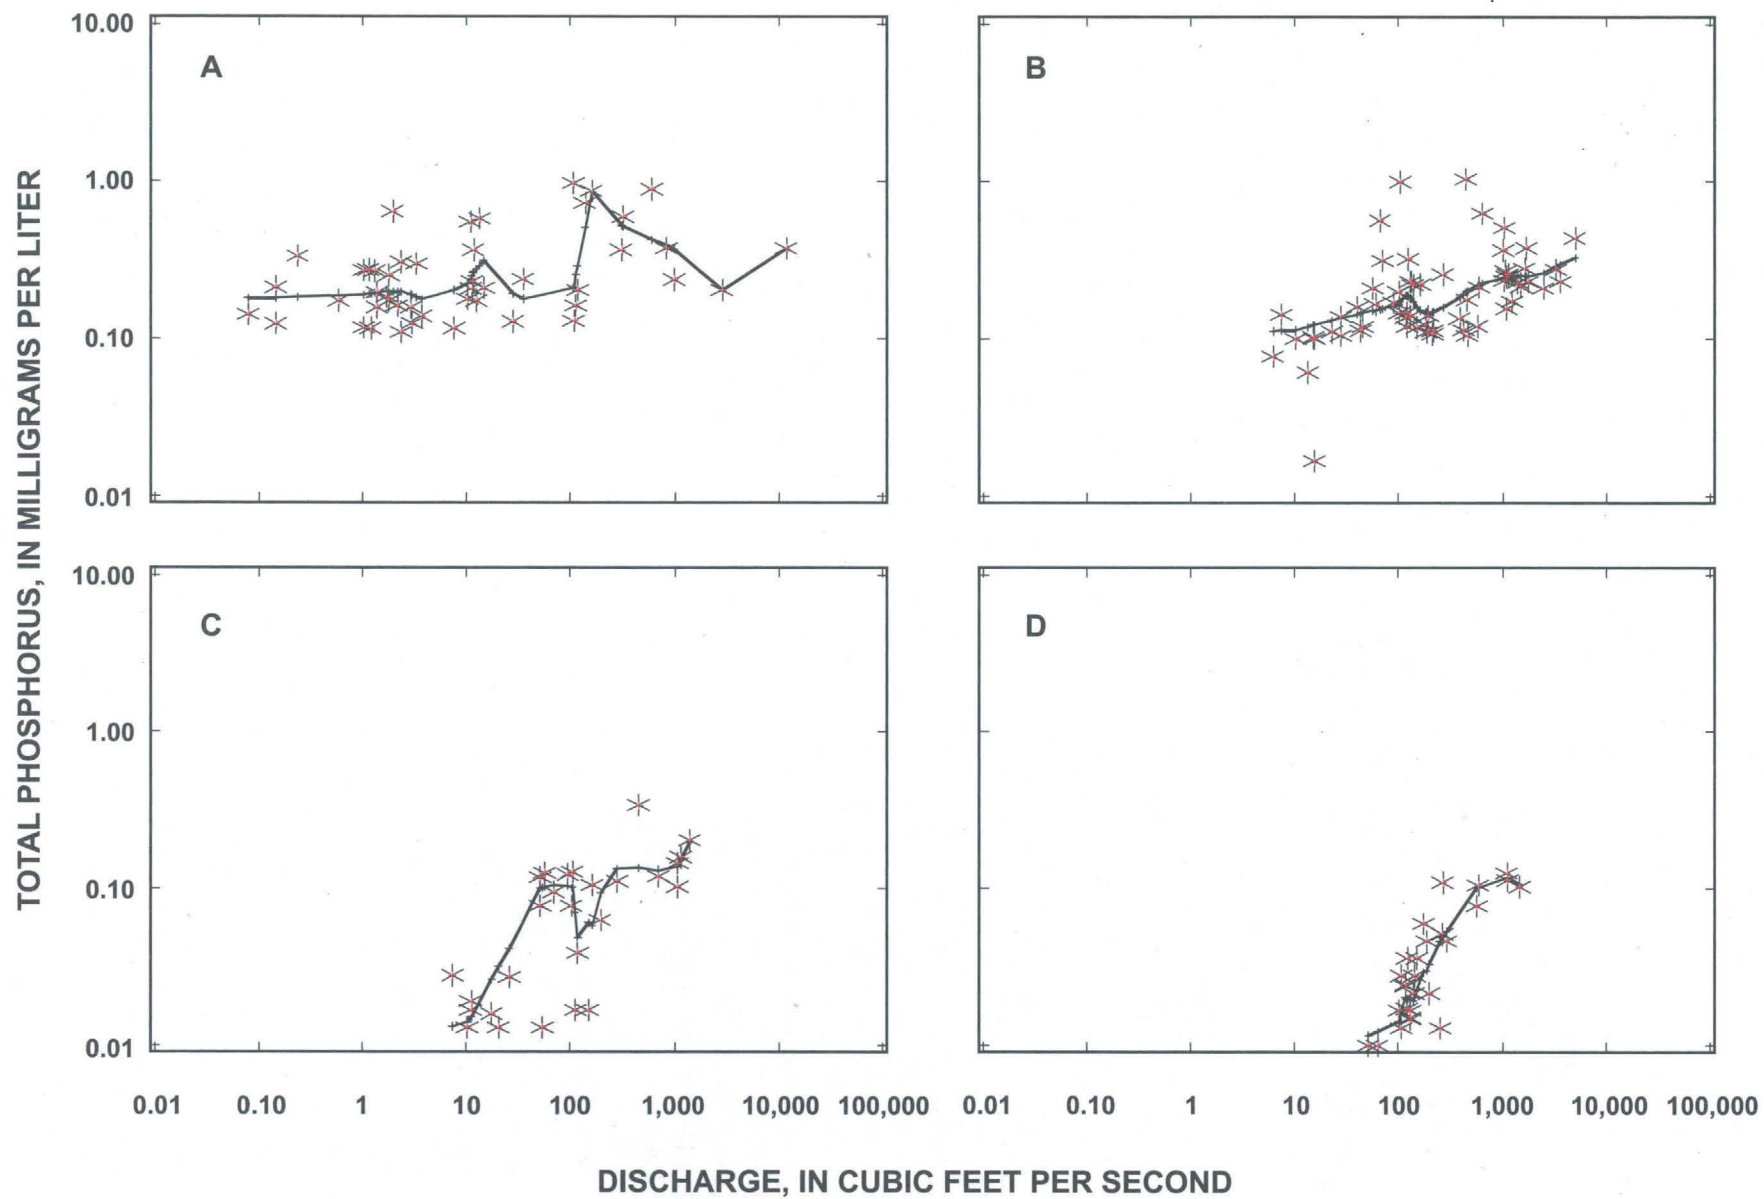 TOTAL PHOSPHORUS, IN MILLIGRAMS PER LITER
10.00
1.00
0.10
0.01
A
B
10.00
1.00
0.10
0.01
C
D
0.01 0.10 1 10 100 1,000 10,000 100,000
0.01 0.10 1 10 100 1,000 10,000 100,000
DISCHARGE, IN CUBIC FEET PER SECOND